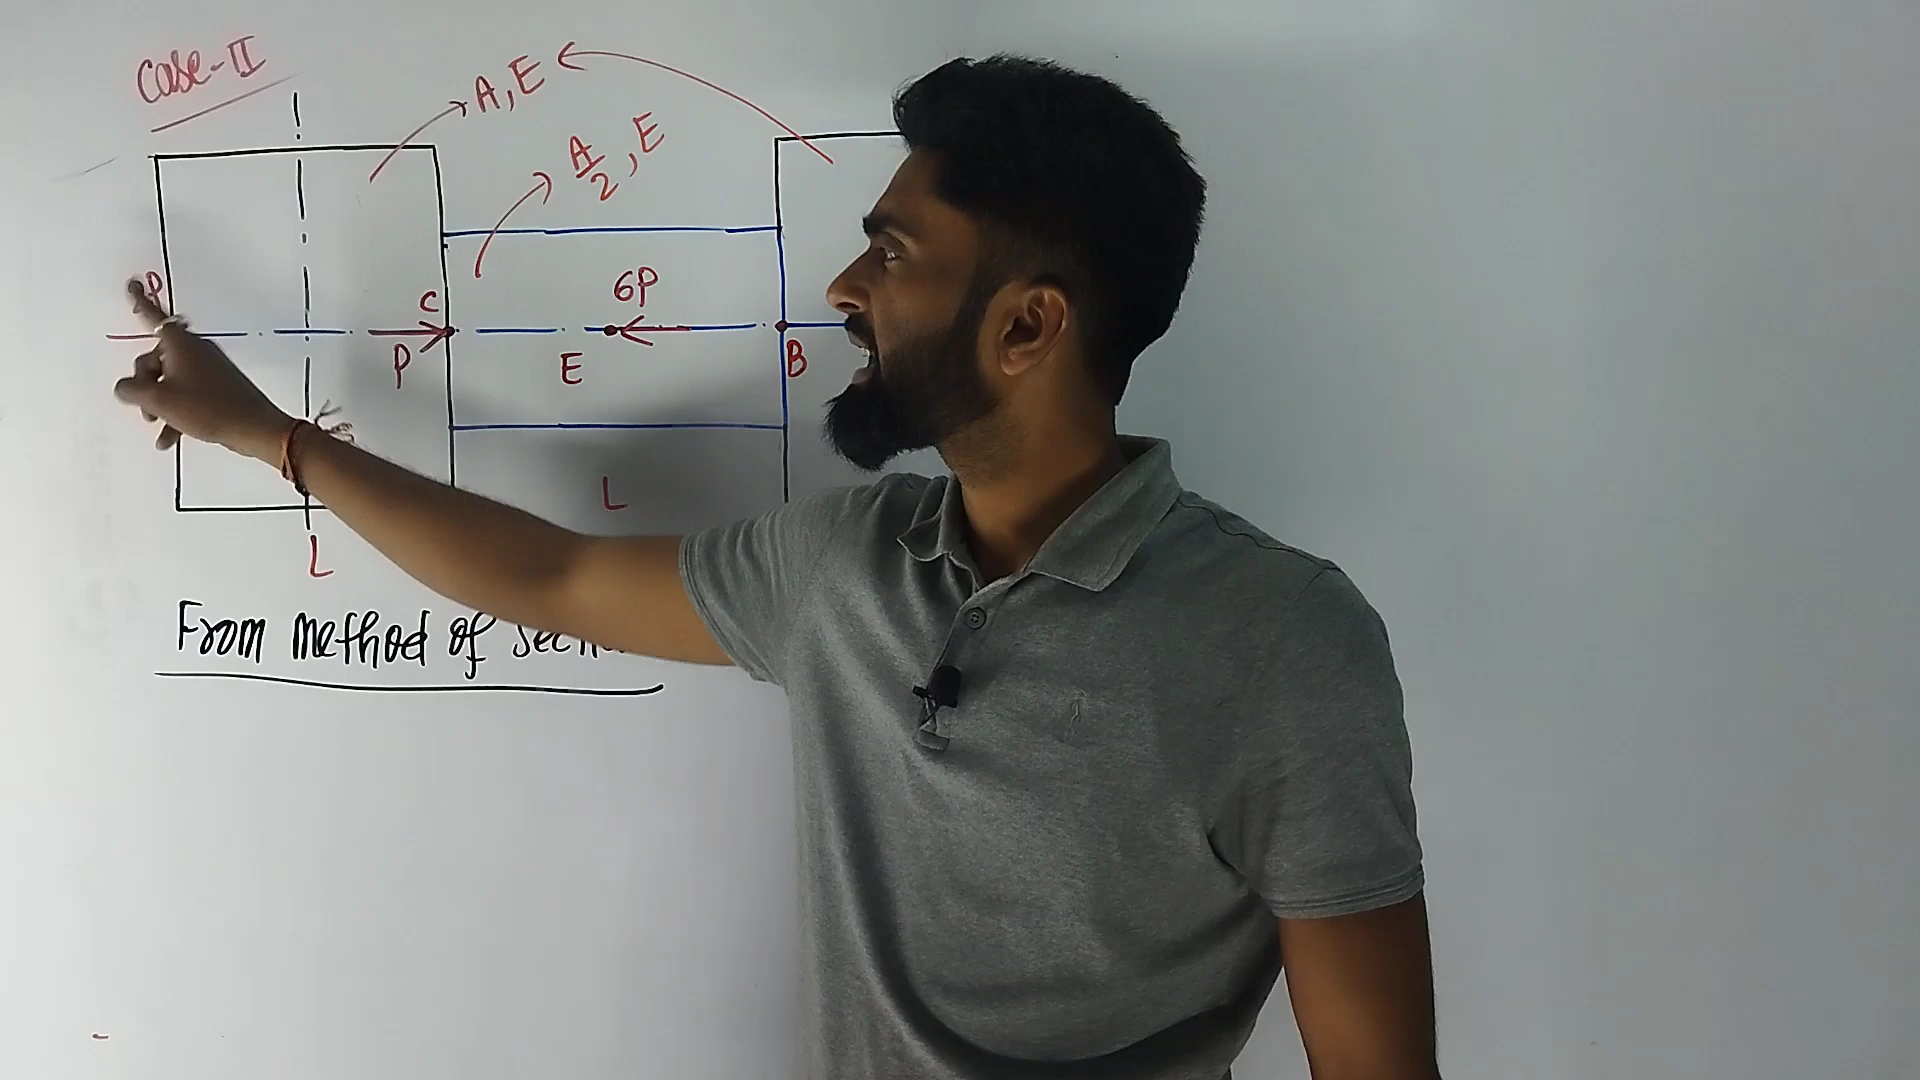 Case-II
A, E
A/2, E
P
C
6P
P
E
B
L
L
From method of